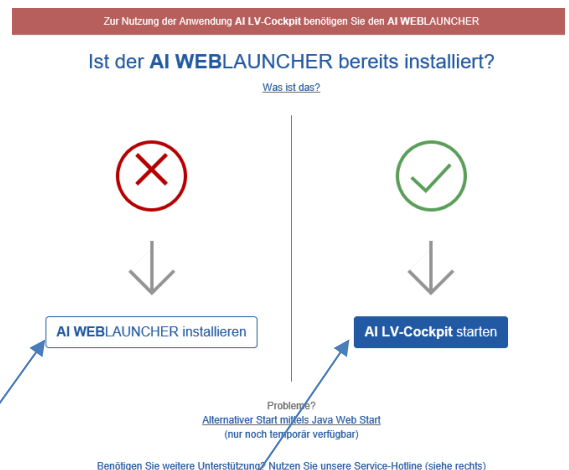 Zur Nutzung der Anwendung AI LV-Cockpit benötigen Sie den AI WEBLAUNCHER
Ist der AI WEBLAUNCHER bereits installiert?
Was ist das?
AI WEBLAUNCHER installieren
AI LV-Cockpit starten
Probleme?
Alternativer Start mittels Java Web Start
(nur noch temporär verfügbar)
Benötigen Sie weitere Unterstützung? Nutzen Sie unsere Service-Hotline (siehe rechts)